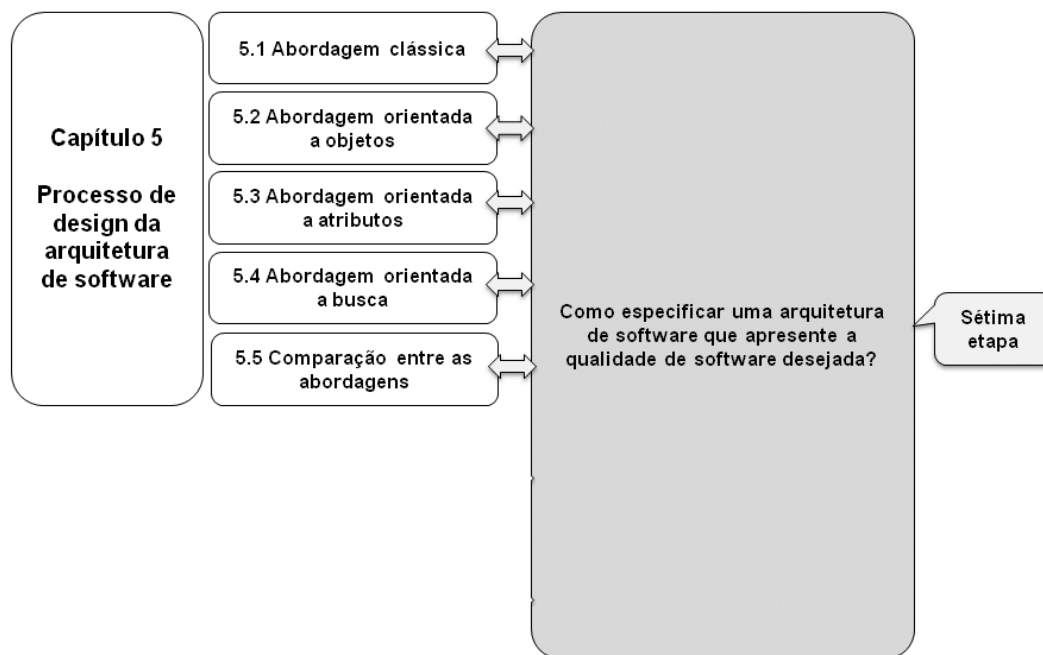 Capítulo 5
Processo de
design da
arquitetura
de software
5.1 Abordagem clássica
5.2 Abordagem orientada
a objetos
5.3 Abordagem orientada
a atributos
5.4 Abordagem orientada
a busca
5.5 Comparação entre as
abordagens
Como especificar uma arquitetura
de software que apresente a
qualidade de software desejada?
Sétima
etapa